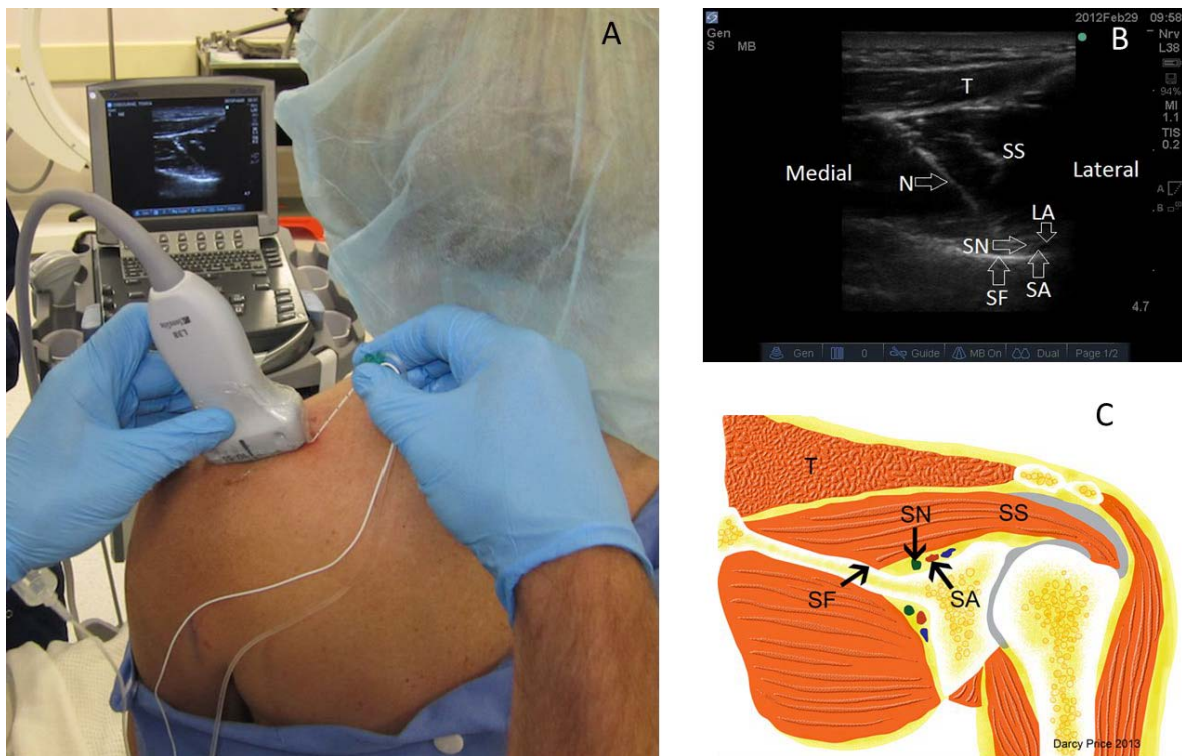 A
L38
2012Feb29 09:58
Gen
S MB
B
Nrv
L38
94%
MI
1.1
TIS
0.2
T
SS
Medial
Lateral
N
LA
SN
SF
SA
A
B
4.7
Gen 0 Guide MB On Dual Page 1/2
C
T
SN
SS
SF
SA
Darcy Price 2013